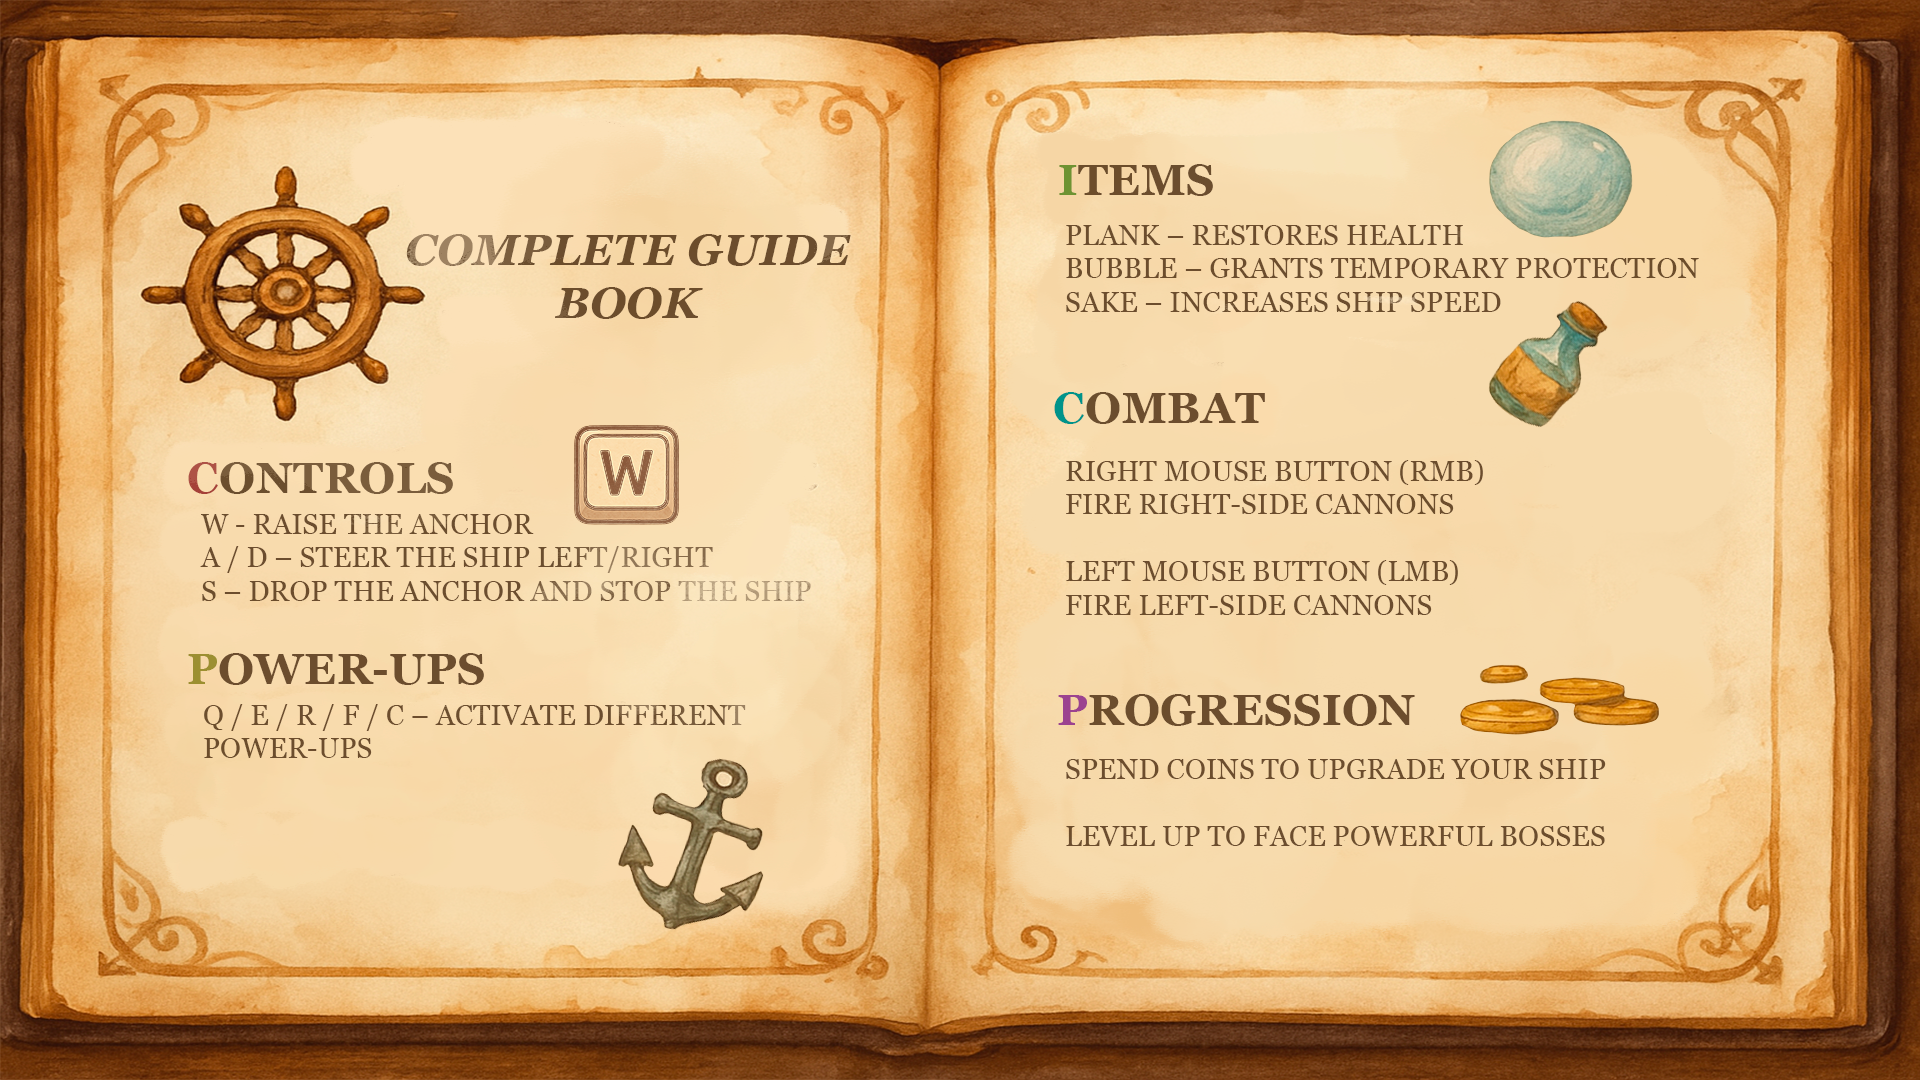 COMPLETE GUIDE
BOOK
W
CONTROLS
W - RAISE THE ANCHOR
A / D – STEER THE SHIP LEFT/RIGHT
S – DROP THE ANCHOR AND STOP THE SHIP
POWER-UPS
Q / E / R / F / C – ACTIVATE DIFFERENT
POWER-UPS
ITEMS
PLANK – RESTORES HEALTH
BUBBLE – GRANTS TEMPORARY PROTECTION
SAKE – INCREASES SHIP SPEED
COMBAT
RIGHT MOUSE BUTTON (RMB)
FIRE RIGHT-SIDE CANNONS
LEFT MOUSE BUTTON (LMB)
FIRE LEFT-SIDE CANNONS
PROGRESSION
SPEND COINS TO UPGRADE YOUR SHIP
LEVEL UP TO FACE POWERFUL BOSSES